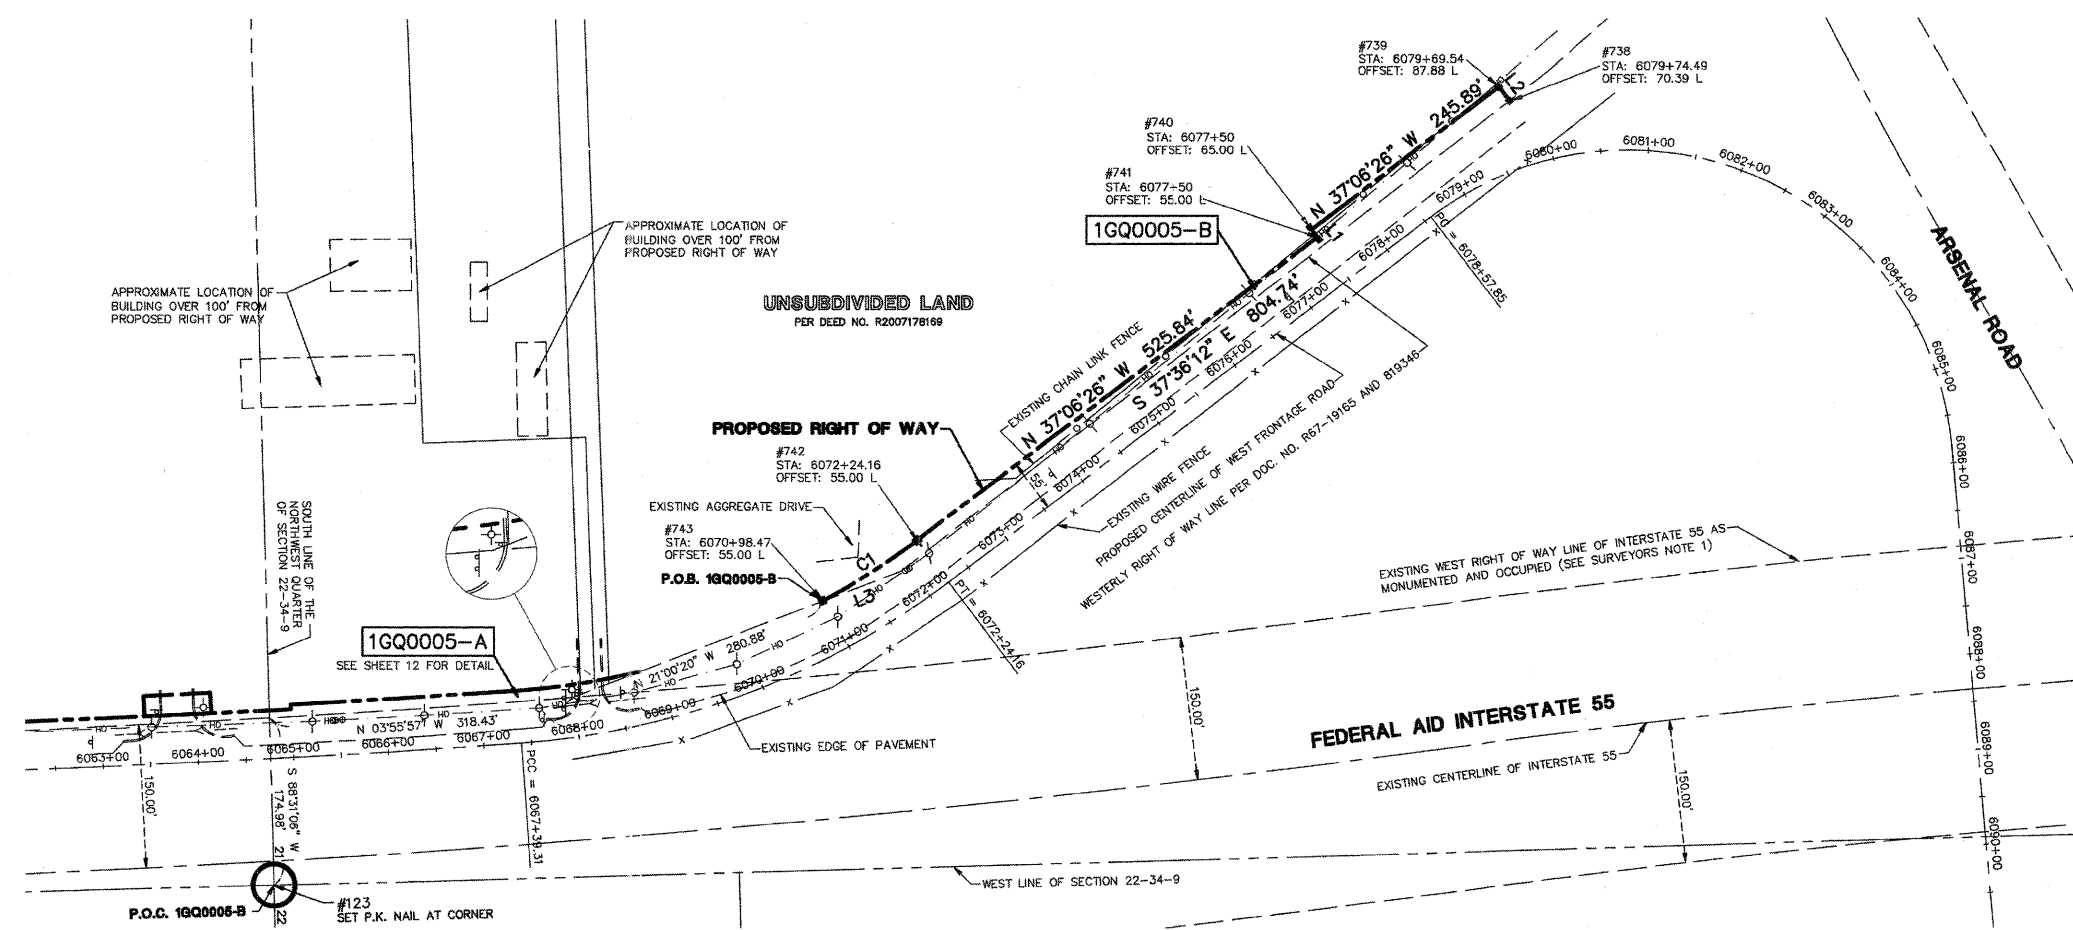 #739
STA: 6079+69.54
OFFSET: 87.88 L
#738
STA: 6079+74.49
OFFSET: 70.39 L
L2
N 37°06'26" W 245.89'
#740
STA: 6077+50
OFFSET: 65.00 L
#741
STA: 6077+50
OFFSET: 55.00 L
1GQ0005-B
L1
6079+00
6080+00
6081+00
6082+00
6083+00
6084+00
6085+00
6086+00
6087+00
6088+00
6089+00
6090+00
ARSENAL ROAD
PC = 6078+57.85
6078+00
6077+00
6076+00
6075+00
6074+00
6073+00
6072+00
6071+00
6070+00
6069+00
6068+00
6067+00
6066+00
6065+00
6064+00
6063+00
APPROXIMATE LOCATION OF
BUILDING OVER 100' FROM
PROPOSED RIGHT OF WAY
APPROXIMATE LOCATION OF
BUILDING OVER 100' FROM
PROPOSED RIGHT OF WAY
UNSUBDIVIDED LAND
PER DEED NO. R2007178169
EXISTING CHAIN LINK FENCE
N 37°06'26" W 525.84'
S 37°36'12" E 804.74'
PROPOSED RIGHT OF WAY
#742
STA: 6072+24.16
OFFSET: 55.00 L
55'
EXISTING AGGREGATE DRIVE
#743
STA: 6070+98.47
OFFSET: 55.00 L
P.O.B. 1GQ0005-B
C1
L3
EXISTING WIRE FENCE
PROPOSED CENTERLINE OF WEST FRONTAGE ROAD
WESTERLY RIGHT OF WAY LINE PER DOC. NO. R67-19165 AND 819346
PT = 6072+24.16
EXISTING WEST RIGHT OF WAY LINE OF INTERSTATE 55 AS
MONUMENTED AND OCCUPIED (SEE SURVEYORS NOTE 1)
SOUTH LINE OF THE
NORTHWEST QUARTER
OF SECTION 22-34-9
1GQ0005-A
SEE SHEET 12 FOR DETAIL
N 21°00'20" W 280.88'
N 03°55'57" W 318.43'
EXISTING EDGE OF PAVEMENT
PCC = 6067+39.31
150.00'
150.00'
150.00'
FEDERAL AID INTERSTATE 55
EXISTING CENTERLINE OF INTERSTATE 55
S 88°31'06" W
174.98'
21
22
WEST LINE OF SECTION 22-34-9
P.O.C. 1GQ0005-B
#123
SET P.K. NAIL AT CORNER